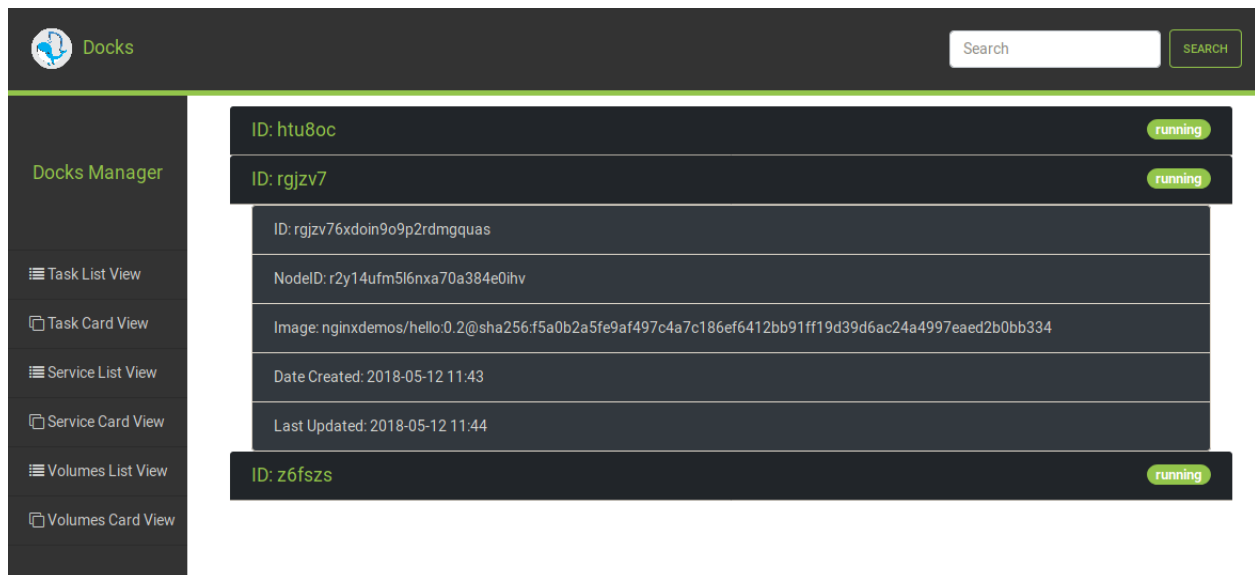 Docks
Search
SEARCH
Docks Manager
Task List View
Task Card View
Service List View
Service Card View
Volumes List View
Volumes Card View
ID: htu8oc
running
ID: rgjzv7
running
ID: rgjzv76xdoin9o9p2rdmgquas
NodeID: r2y14ufm5l6nxa70a384e0ihv
Image: nginxdemos/hello:0.2@sha256:f5a0b2a5fe9af497c4a7c186ef6412bb91ff19d39d6ac24a4997eaed2b0bb334
Date Created: 2018-05-12 11:43
Last Updated: 2018-05-12 11:44
ID: z6fszs
running